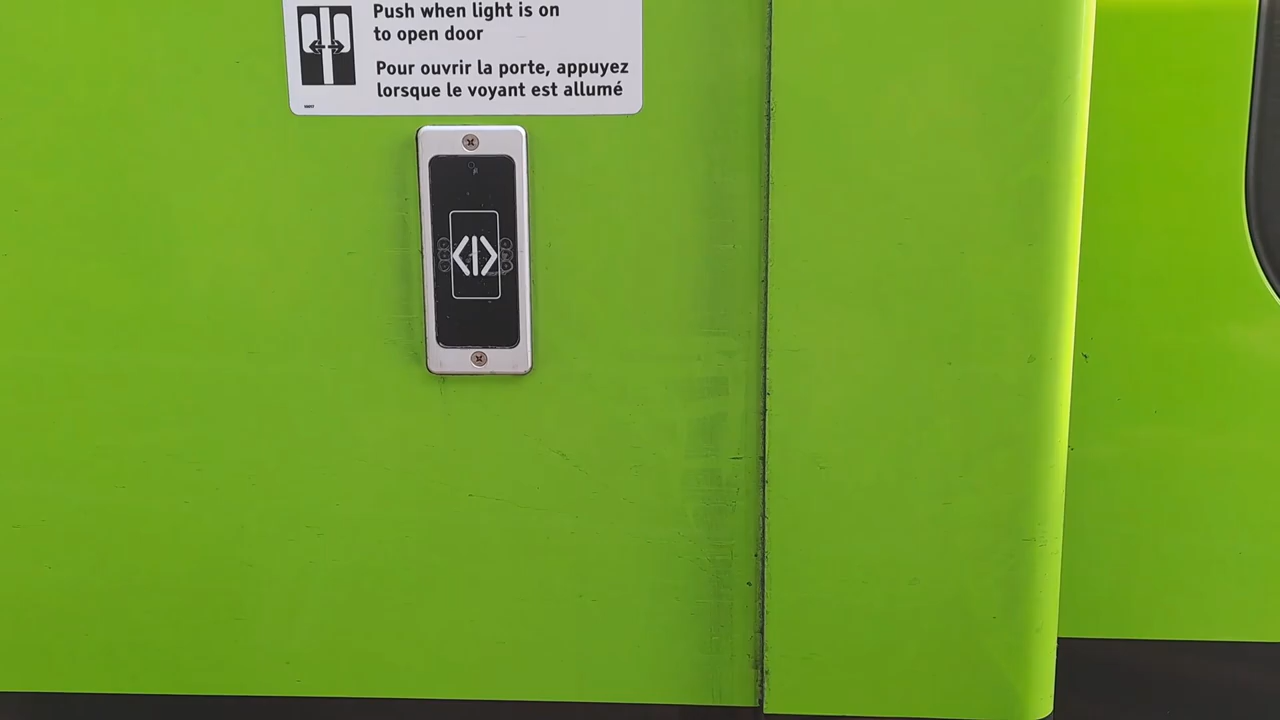 Push when light is on
to open door
Pour ouvrir la porte, appuyez
lorsque le voyant est allumé